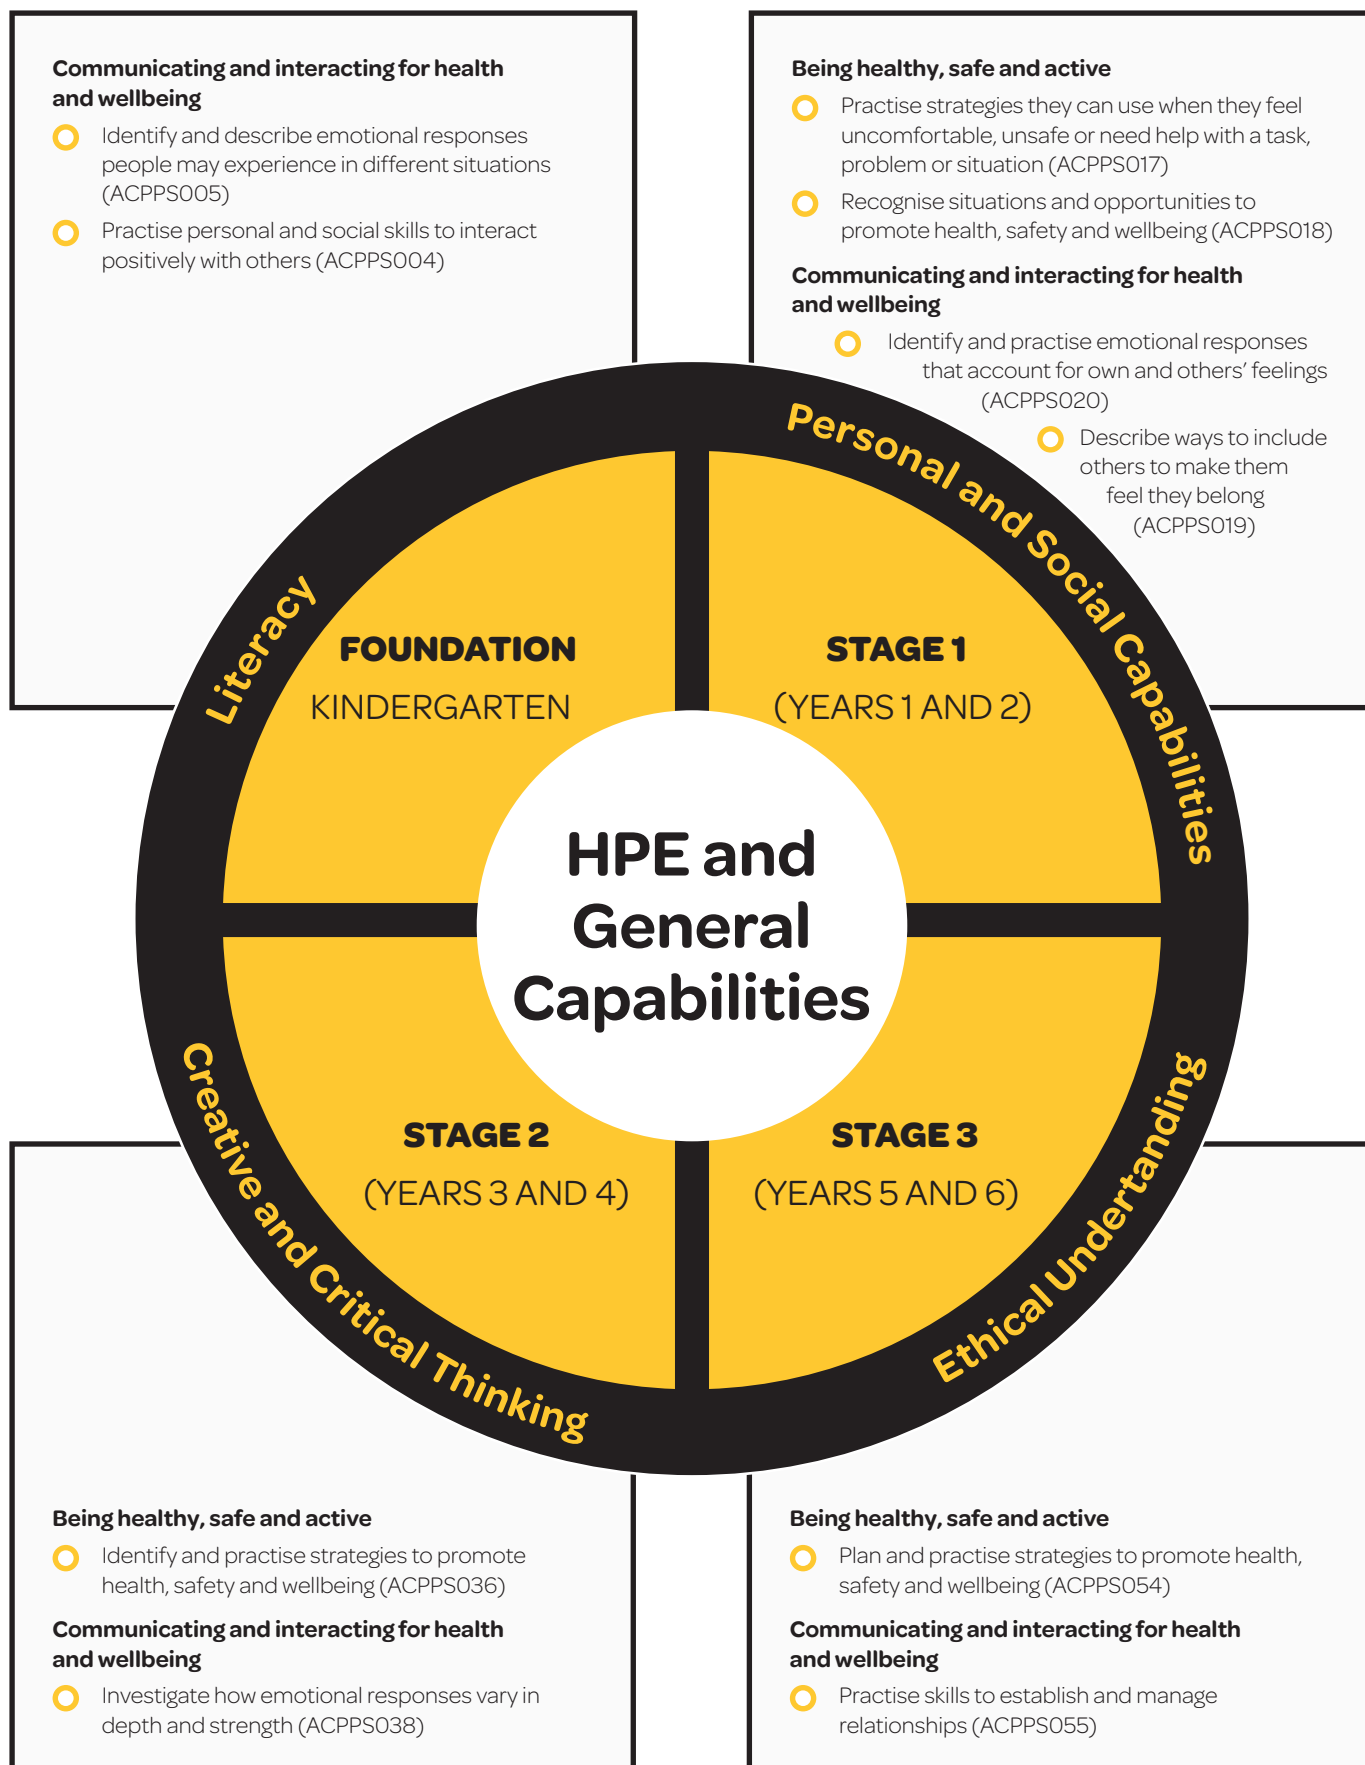 Communicating and interacting for health
and wellbeing
Identify and describe emotional responses
people may experience in different situations
(ACPPS005)
Practise personal and social skills to interact
positively with others (ACPPS004)
Being healthy, safe and active
Practise strategies they can use when they feel
uncomfortable, unsafe or need help with a task,
problem or situation (ACPPS017)
Recognise situations and opportunities to
promote health, safety and wellbeing (ACPPS018)
Communicating and interacting for health
and wellbeing
Identify and practise emotional responses
that account for own and others' feelings
(ACPPS020)
Describe ways to include
others to make them
feel they belong
(ACPPS019)
Literacy
Personal and Social Capabilities
FOUNDATION
KINDERGARTEN
STAGE 1
(YEARS 1 AND 2)
HPE and
General
Capabilities
STAGE 2
(YEARS 3 AND 4)
STAGE 3
(YEARS 5 AND 6)
Creative and Critical Thinking
Ethical Undertanding
Being healthy, safe and active
Identify and practise strategies to promote
health, safety and wellbeing (ACPPS036)
Communicating and interacting for health
and wellbeing
Investigate how emotional responses vary in
depth and strength (ACPPS038)
Being healthy, safe and active
Plan and practise strategies to promote health,
safety and wellbeing (ACPPS054)
Communicating and interacting for health
and wellbeing
Practise skills to establish and manage
relationships (ACPPS055)